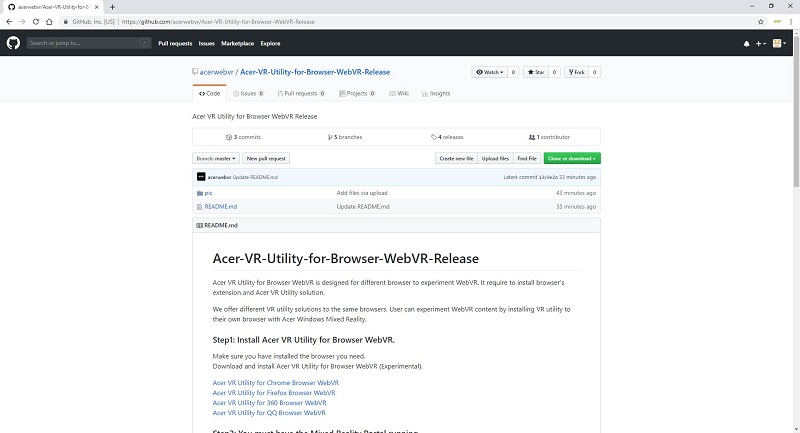 acerwebvr/Acer-VR-Utility-for-B
GitHub, Inc. [US] | https://github.com/acerwebvr/Acer-VR-Utility-for-Browser-WebVR-Release
Search or jump to... / Pull requests Issues Marketplace Explore
acerwebvr / Acer-VR-Utility-for-Browser-WebVR-Release Watch 0 Star 0 Fork 0
Code Issues 0 Pull requests 0 Projects 0 Wiki Insights
Acer VR Utility for Browser WebVR Release
3 commits 5 branches 4 releases 1 contributor
Branch: master New pull request Create new file Upload files Find File Clone or download
acerwebvr Update README.md Latest commit 33 minutes ago
pic Add files via upload 43 minutes ago
README.md Update README.md 33 minutes ago
README.md
Acer-VR-Utility-for-Browser-WebVR-Release
Acer VR Utility for Browser WebVR is designed for different browser to experiment WebVR. It require to install browser's
extension and Acer VR Utility solution.
We offer different VR utility solutions to the same browsers. User can experiment WebVR content by installing VR utility to
their own browser with Acer Windows Mixed Reality.
Step1: Install Acer VR Utility for Browser WebVR.
Make sure you have installed the browser you need.
Download and install Acer VR Utility for Browser WebVR (Experimental).
Acer VR Utility for Chrome Browser WebVR
Acer VR Utility for Firefox Browser WebVR
Acer VR Utility for 360 Browser WebVR
Acer VR Utility for QQ Browser WebVR
Step2: You must have the Mixed Reality Portal running